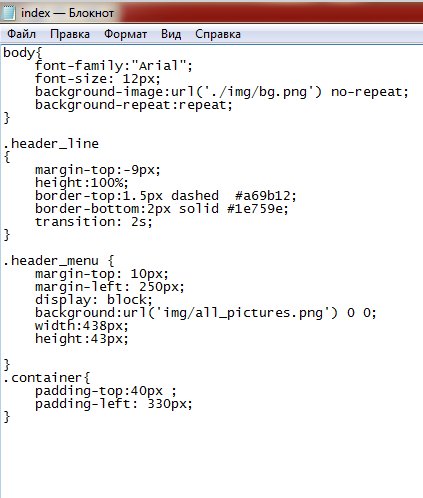 index — Блокнот
Файл Правка Формат Вид Справка
body{
    font-family:"Arial";
    font-size: 12px;
    background-image:url('./img/bg.png') no-repeat;
    background-repeat:repeat;
}

.header_line
{
    margin-top:-9px;
    height:100%;
    border-top:1.5px dashed  #a69b12;
    border-bottom:2px solid #1e759e;
    transition: 2s;
}

.header_menu {
    margin-top: 10px;
    margin-left: 250px;
    display: block;
    background:url('img/all_pictures.png') 0 0;
    width:438px;
    height:43px;

}
.container{
    padding-top:40px ;
    padding-left: 330px;
}